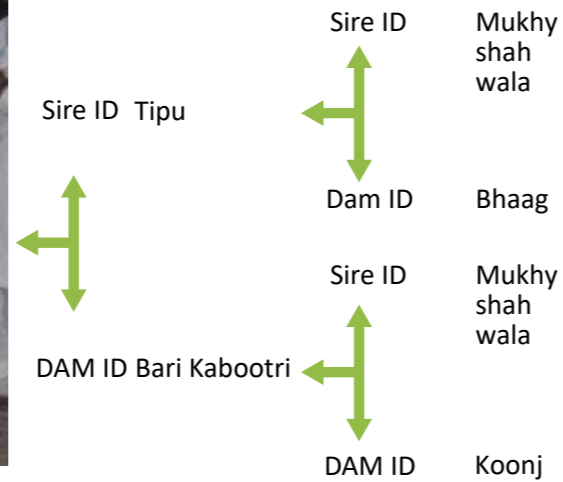 Sire ID Mukhy
shah
wala
Sire ID Tipu
Dam ID Bhaag
Sire ID Mukhy
shah
wala
DAM ID Bari Kabootri
DAM ID Koonj